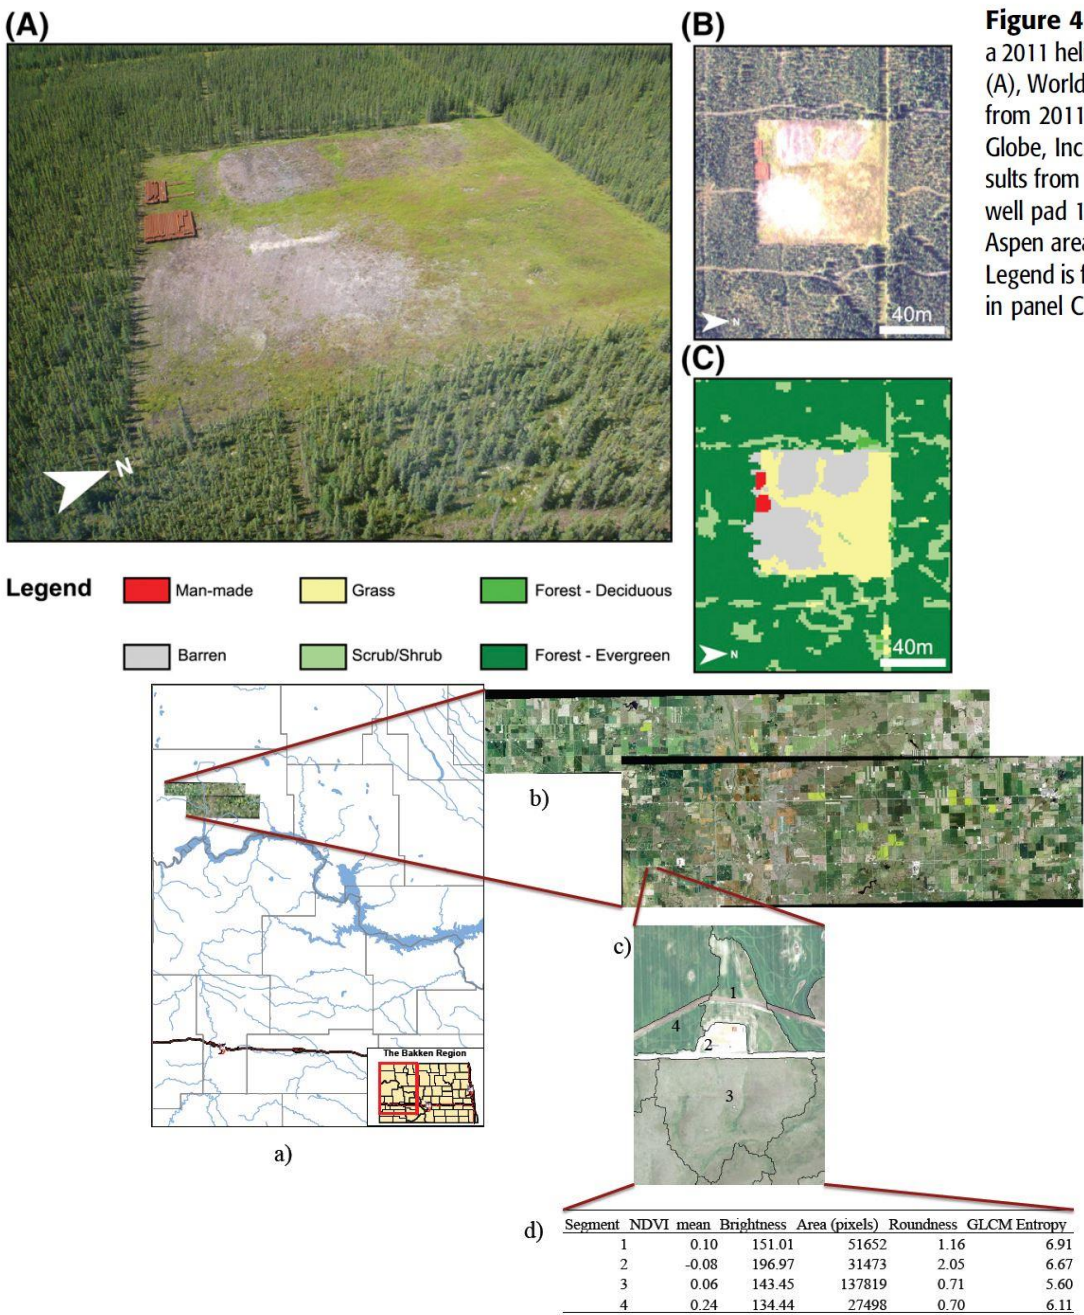 (A)
(B)
Figure 4
a 2011 heli
(A), World
from 2011
Globe, Inc
sults from
well pad 1
Aspen area
Legend is f
in panel C
N
N
40m
(C)
N
40m
Legend
Man-made
Grass
Forest - Deciduous
Barren
Scrub/Shrub
Forest - Evergreen
b)
c)
1
4
2
3
The Bakken Region
a)
d)
Segment NDVI mean Brightness Area (pixels) Roundness GLCM Entropy
1 0.10 151.01 51652 1.16 6.91
2 -0.08 196.97 31473 2.05 6.67
3 0.06 143.45 137819 0.71 5.60
4 0.24 134.44 27498 0.70 6.11